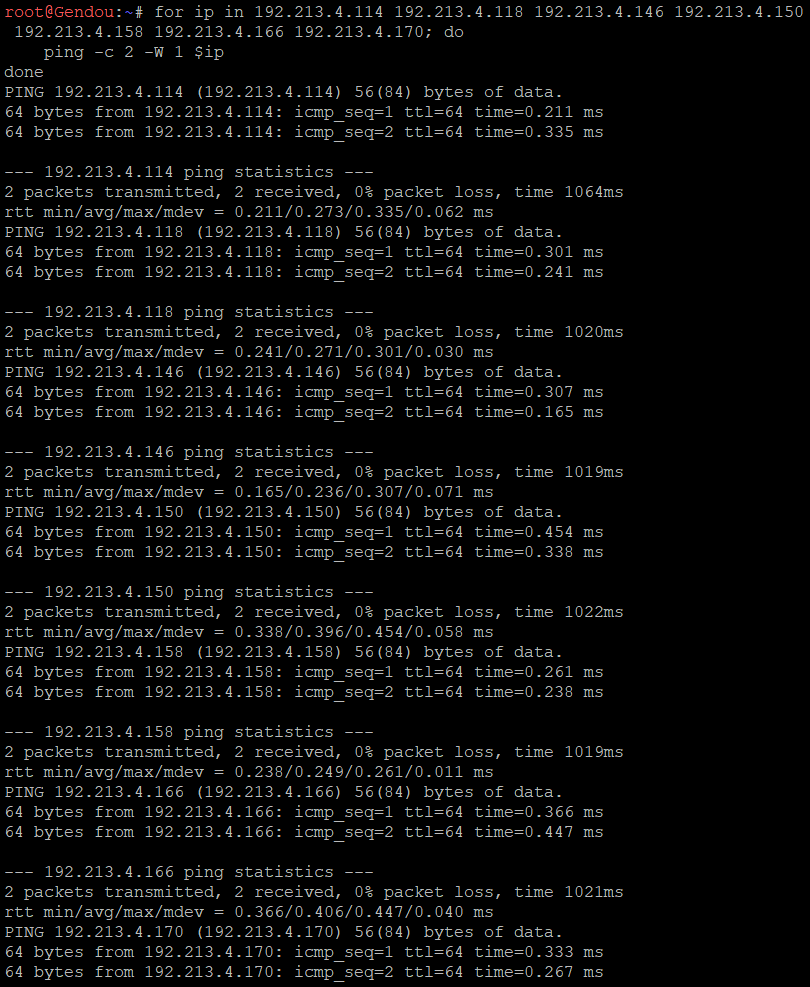 root@Gendou:~# for ip in 192.213.4.114 192.213.4.118 192.213.4.146 192.213.4.150
 192.213.4.158 192.213.4.166 192.213.4.170; do
    ping -c 2 -W 1 $ip
done
PING 192.213.4.114 (192.213.4.114) 56(84) bytes of data.
64 bytes from 192.213.4.114: icmp_seq=1 ttl=64 time=0.211 ms
64 bytes from 192.213.4.114: icmp_seq=2 ttl=64 time=0.335 ms

--- 192.213.4.114 ping statistics ---
2 packets transmitted, 2 received, 0% packet loss, time 1064ms
rtt min/avg/max/mdev = 0.211/0.273/0.335/0.062 ms
PING 192.213.4.118 (192.213.4.118) 56(84) bytes of data.
64 bytes from 192.213.4.118: icmp_seq=1 ttl=64 time=0.301 ms
64 bytes from 192.213.4.118: icmp_seq=2 ttl=64 time=0.241 ms

--- 192.213.4.118 ping statistics ---
2 packets transmitted, 2 received, 0% packet loss, time 1020ms
rtt min/avg/max/mdev = 0.241/0.271/0.301/0.030 ms
PING 192.213.4.146 (192.213.4.146) 56(84) bytes of data.
64 bytes from 192.213.4.146: icmp_seq=1 ttl=64 time=0.307 ms
64 bytes from 192.213.4.146: icmp_seq=2 ttl=64 time=0.165 ms

--- 192.213.4.146 ping statistics ---
2 packets transmitted, 2 received, 0% packet loss, time 1019ms
rtt min/avg/max/mdev = 0.165/0.236/0.307/0.071 ms
PING 192.213.4.150 (192.213.4.150) 56(84) bytes of data.
64 bytes from 192.213.4.150: icmp_seq=1 ttl=64 time=0.454 ms
64 bytes from 192.213.4.150: icmp_seq=2 ttl=64 time=0.338 ms

--- 192.213.4.150 ping statistics ---
2 packets transmitted, 2 received, 0% packet loss, time 1022ms
rtt min/avg/max/mdev = 0.338/0.396/0.454/0.058 ms
PING 192.213.4.158 (192.213.4.158) 56(84) bytes of data.
64 bytes from 192.213.4.158: icmp_seq=1 ttl=64 time=0.261 ms
64 bytes from 192.213.4.158: icmp_seq=2 ttl=64 time=0.238 ms

--- 192.213.4.158 ping statistics ---
2 packets transmitted, 2 received, 0% packet loss, time 1019ms
rtt min/avg/max/mdev = 0.238/0.249/0.261/0.011 ms
PING 192.213.4.166 (192.213.4.166) 56(84) bytes of data.
64 bytes from 192.213.4.166: icmp_seq=1 ttl=64 time=0.366 ms
64 bytes from 192.213.4.166: icmp_seq=2 ttl=64 time=0.447 ms

--- 192.213.4.166 ping statistics ---
2 packets transmitted, 2 received, 0% packet loss, time 1021ms
rtt min/avg/max/mdev = 0.366/0.406/0.447/0.040 ms
PING 192.213.4.170 (192.213.4.170) 56(84) bytes of data.
64 bytes from 192.213.4.170: icmp_seq=1 ttl=64 time=0.333 ms
64 bytes from 192.213.4.170: icmp_seq=2 ttl=64 time=0.267 ms